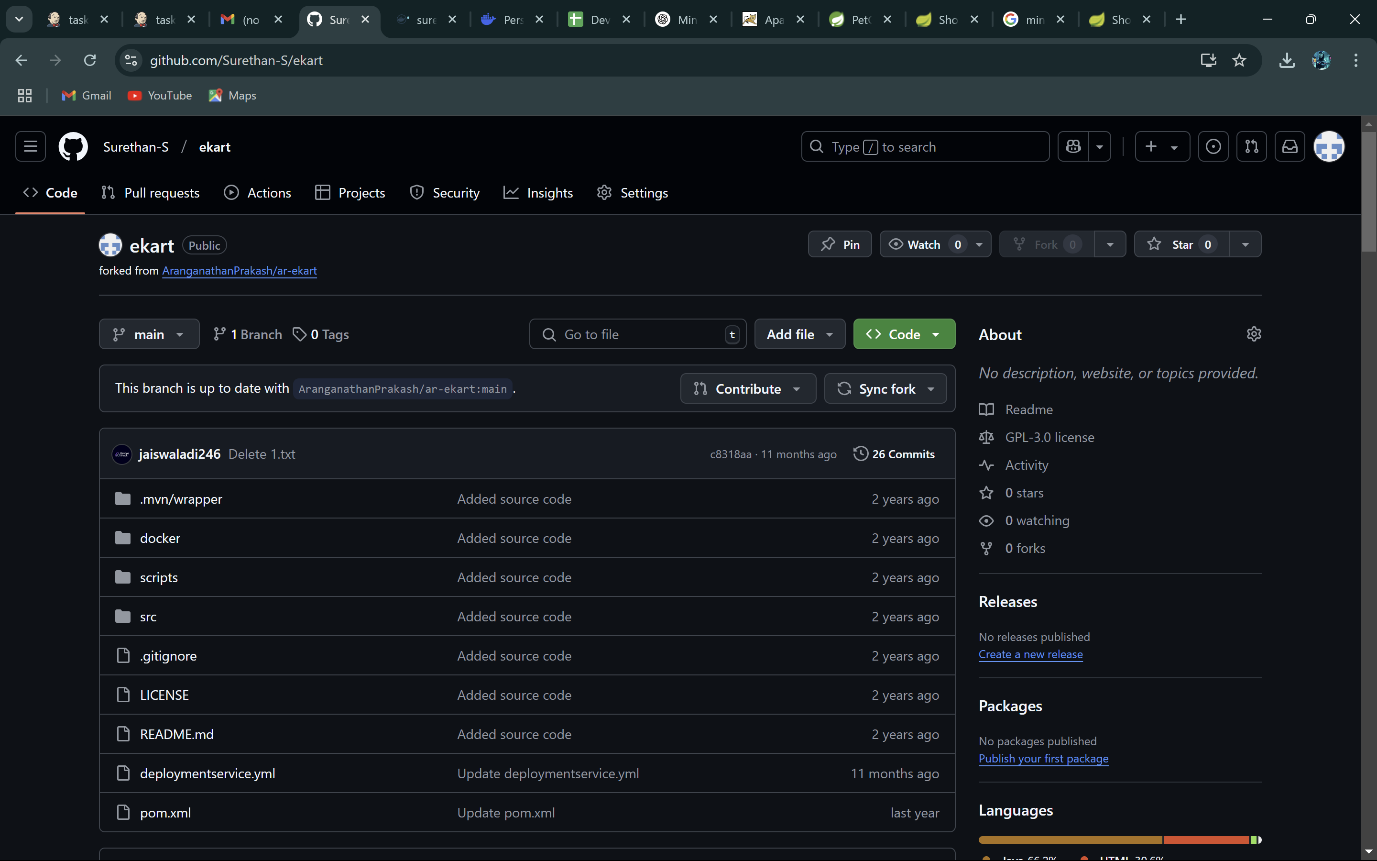 task
task
(no
Sure
sure
Pers
Dev
Min
Apa
Pet
Sho
min
Sho
github.com/Surethan-S/ekart
Gmail YouTube Maps
Surethan-S / ekart
Type / to search
Code Pull requests Actions Projects Security Insights Settings
ekart Public
Pin Watch 0 Fork 0 Star 0
forked from AranganathanPrakash/ar-ekart
main 1 Branch 0 Tags
Go to file t Add file Code
This branch is up to date with AranganathanPrakash/ar-ekart:main .
Contribute Sync fork
jaiswaladi246 Delete 1.txt c8318aa · 11 months ago 26 Commits
.mvn/wrapper Added source code 2 years ago
docker Added source code 2 years ago
scripts Added source code 2 years ago
src Added source code 2 years ago
.gitignore Added source code 2 years ago
LICENSE Added source code 2 years ago
README.md Added source code 2 years ago
deploymentservice.yml Update deploymentservice.yml 11 months ago
pom.xml Update pom.xml last year
About
No description, website, or topics provided.
Readme
GPL-3.0 license
Activity
0 stars
0 watching
0 forks
Releases
No releases published
Create a new release
Packages
No packages published
Publish your first package
Languages